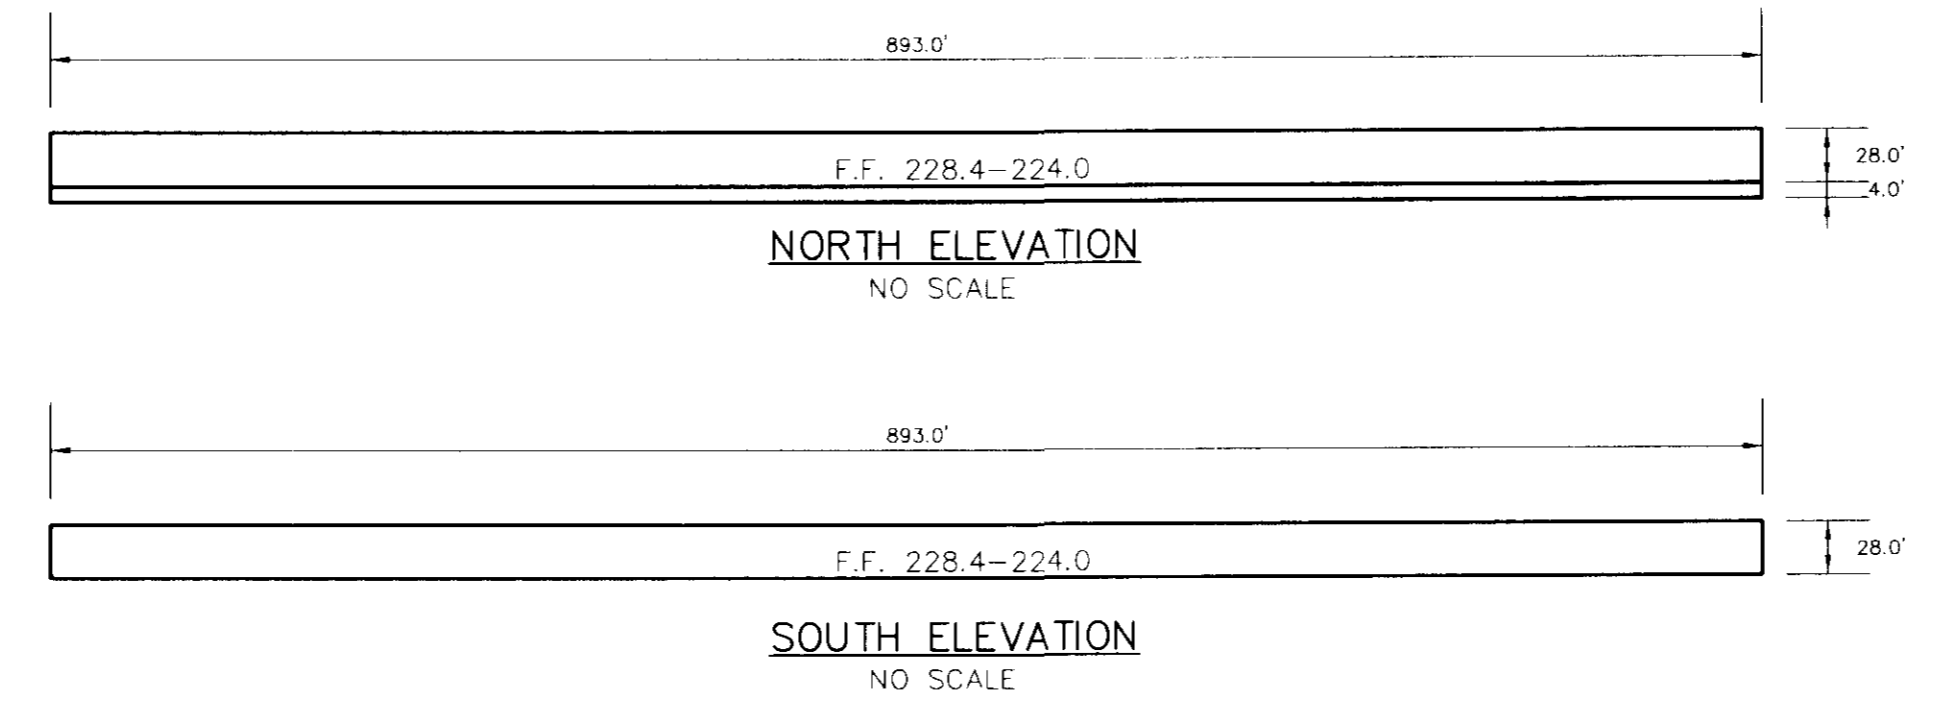 893.0'
F.F. 228.4-224.0
28.0'
4.0'
NORTH ELEVATION
NO SCALE
893.0'
F.F. 228.4-224.0
28.0'
SOUTH ELEVATION
NO SCALE